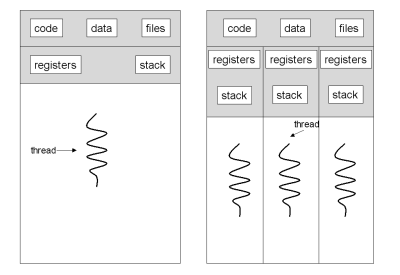 code data files
registers stack
thread
code data files
registers registers registers
stack stack stack
thread